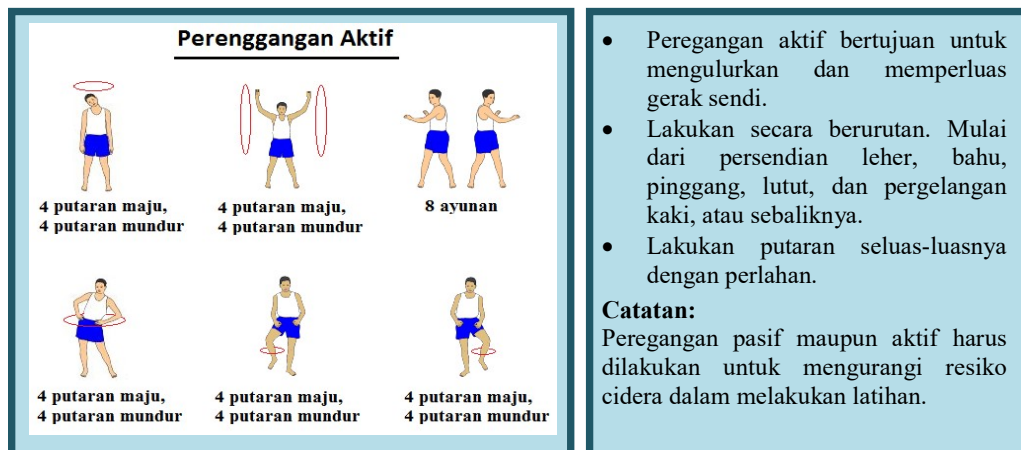 Perenggangan Aktif
4 putaran maju,
4 putaran mundur
4 putaran maju,
4 putaran mundur
8 ayunan
4 putaran maju,
4 putaran mundur
4 putaran maju,
4 putaran mundur
4 putaran maju,
4 putaran mundur
• Peregangan aktif bertujuan untuk
mengulurkan dan memperluas
gerak sendi.
• Lakukan secara berurutan. Mulai
dari persendian leher, bahu,
pinggang, lutut, dan pergelangan
kaki, atau sebaliknya.
• Lakukan putaran seluas-luasnya
dengan perlahan.
Catatan:
Peregangan pasif maupun aktif harus
dilakukan untuk mengurangi resiko
cidera dalam melakukan latihan.